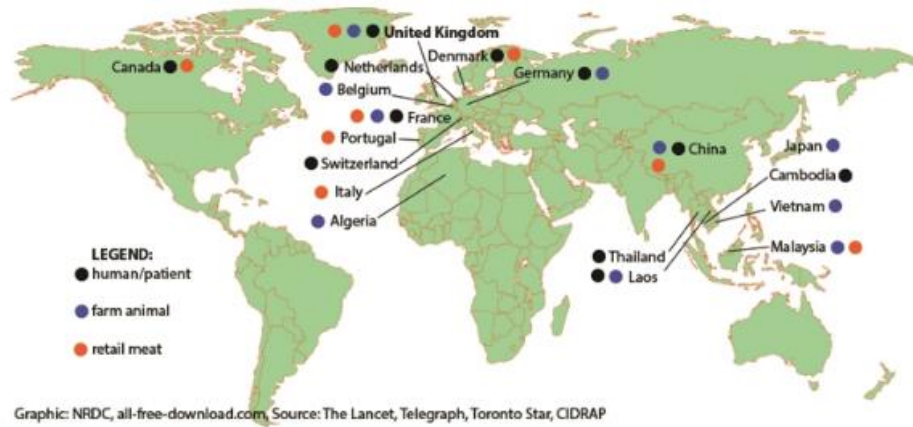 United Kingdom
Canada
Denmark
Netherlands
Germany
Belgium
France
Portugal
China
Japan
Switzerland
Cambodia
Italy
Vietnam
Algeria
Malaysia
Thailand
Laos
LEGEND:
human/patient
farm animal
retail meat
Graphic: NRDC, all-free-download.com, Source: The Lancet, Telegraph, Toronto Star, CIDRAP